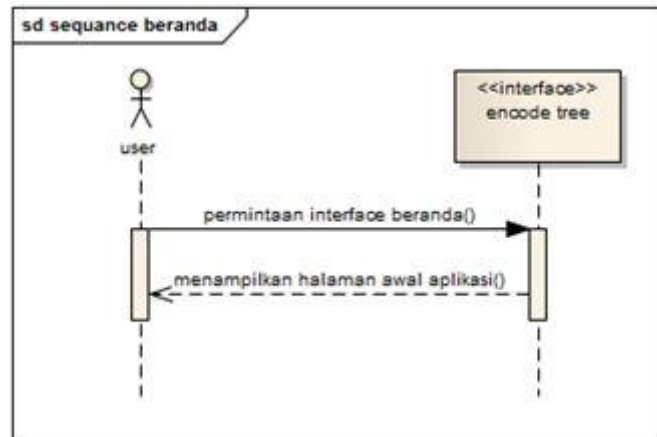 sd sequance beranda
<<interface>>
encode tree
user
permintaan interface beranda()
menampilkan halaman awal aplikasi()